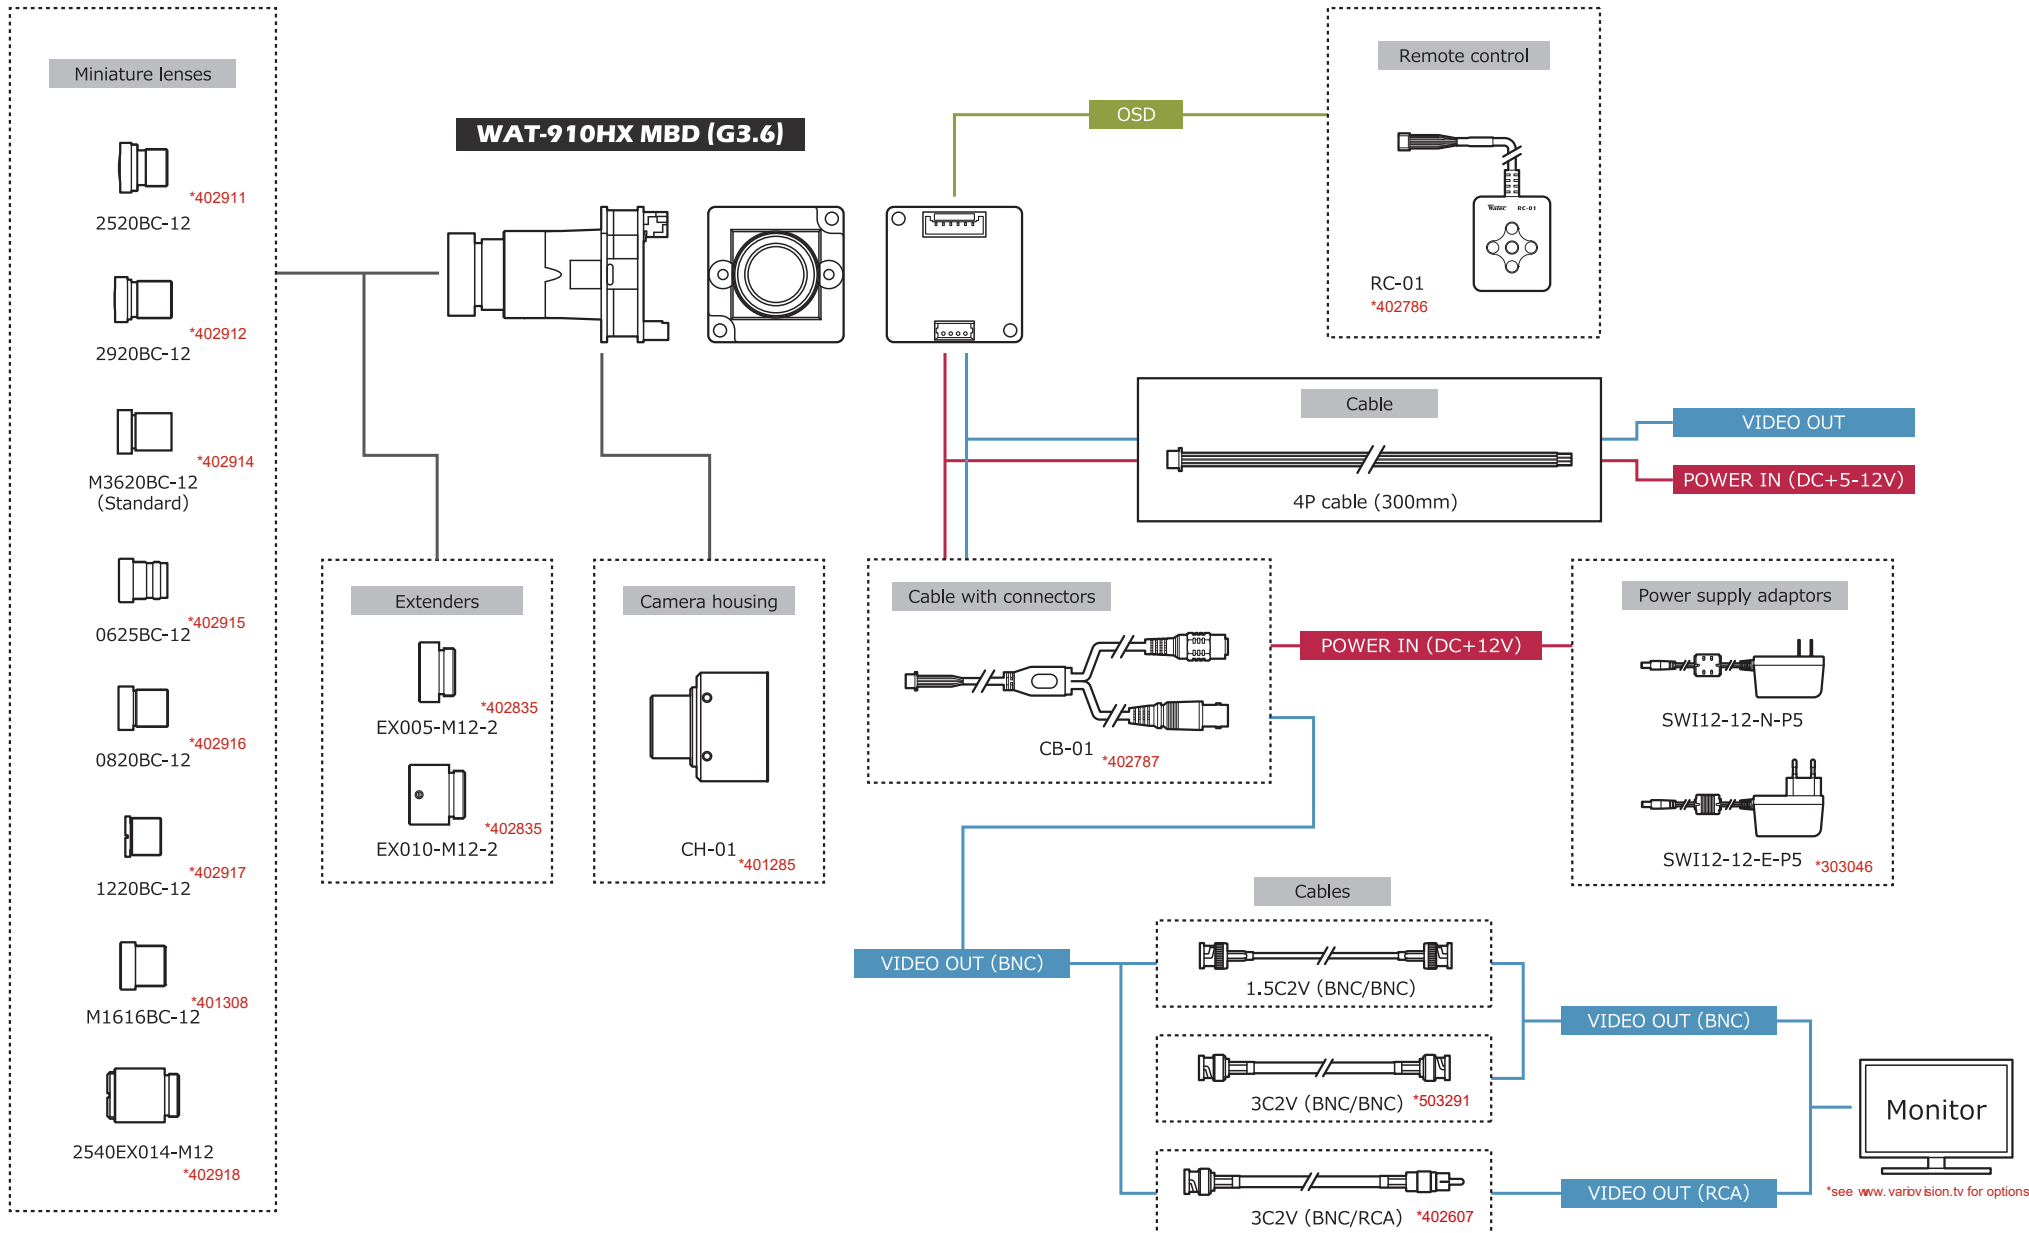 Miniature lenses
*402911
2520BC-12
*402912
2920BC-12
*402914
M3620BC-12
(Standard)
*402915
0625BC-12
*402916
0820BC-12
*402917
1220BC-12
*401308
M1616BC-12
2540EX014-M12
*402918
WAT-910HX MBD (G3.6)
OSD
Remote control
Watec RC-01
RC-01
*402786
Cable
4P cable (300mm)
VIDEO OUT
POWER IN (DC+5-12V)
Extenders
*402835
EX005-M12-2
*402835
EX010-M12-2
Camera housing
CH-01
*401285
Cable with connectors
CB-01
*402787
POWER IN (DC+12V)
Power supply adaptors
SWI12-12-N-P5
SWI12-12-E-P5 *303046
Cables
VIDEO OUT (BNC)
1.5C2V (BNC/BNC)
3C2V (BNC/BNC) *503291
3C2V (BNC/RCA) *402607
VIDEO OUT (BNC)
VIDEO OUT (RCA)
Monitor
*see www.variovision.tv for options